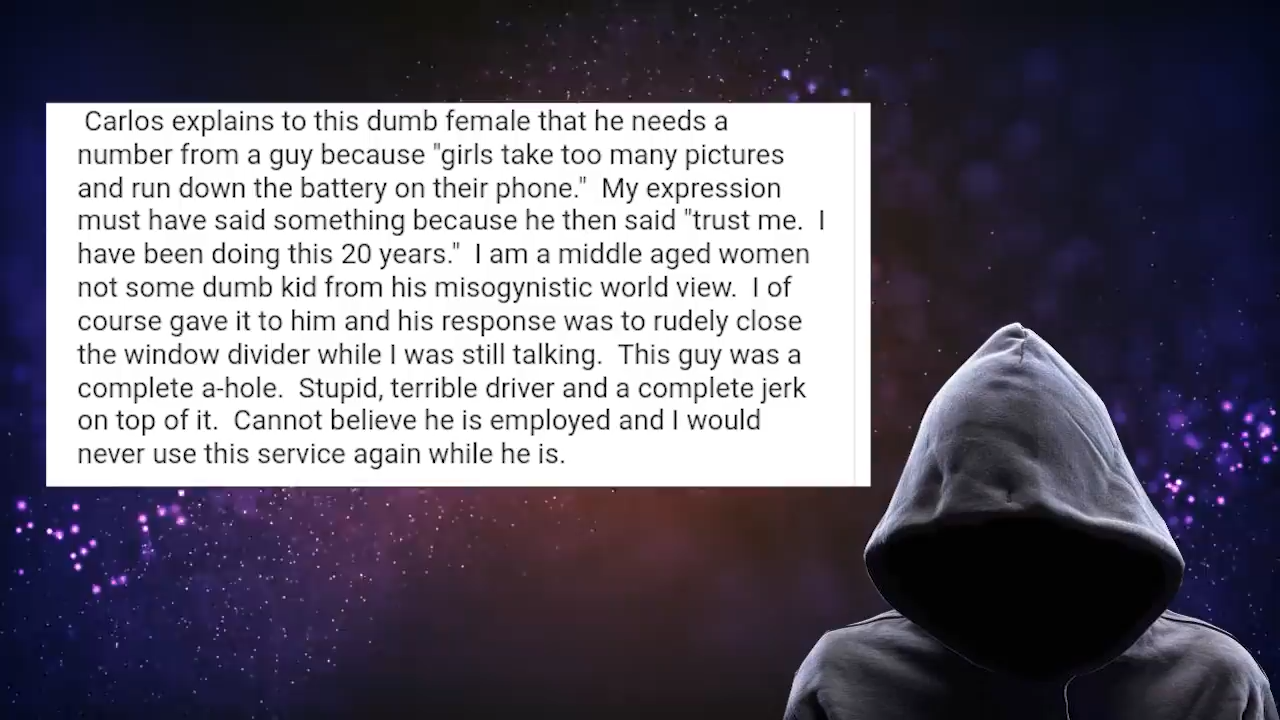 Carlos explains to this dumb female that he needs a
number from a guy because "girls take too many pictures
and run down the battery on their phone."  My expression
must have said something because he then said "trust me.  I
have been doing this 20 years."  I am a middle aged women
not some dumb kid from his misogynistic world view.  I of
course gave it to him and his response was to rudely close
the window divider while I was still talking.  This guy was a
complete a-hole.  Stupid, terrible driver and a complete jerk
on top of it.  Cannot believe he is employed and I would
never use this service again while he is.